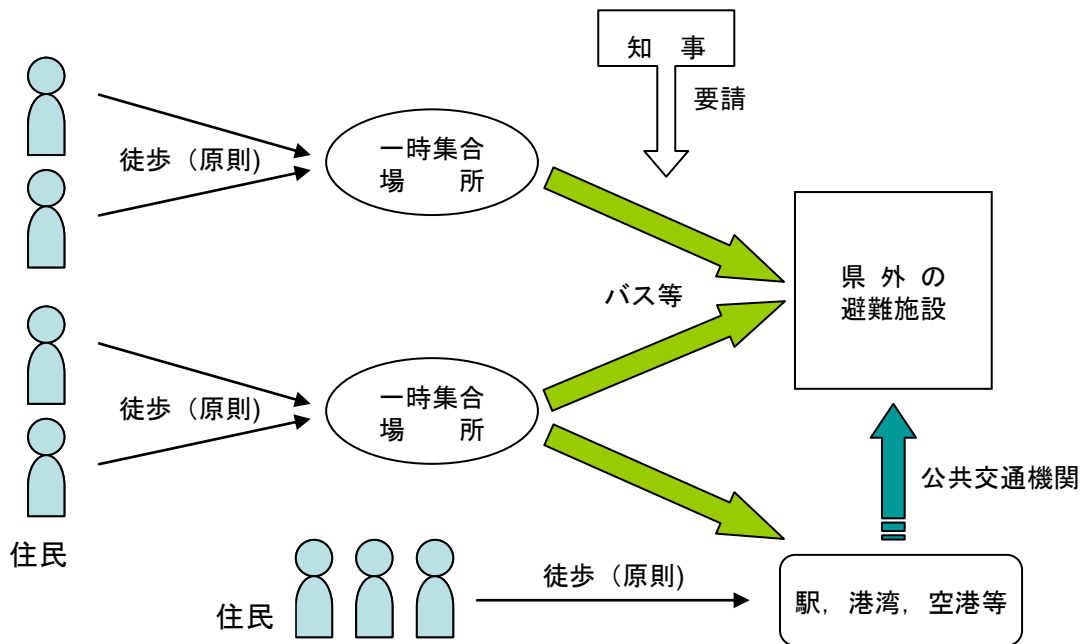 知　事
要請
徒歩（原則)
一時集合
場　　所
バス等
県 外 の
避難施設
徒歩（原則)
一時集合
場　　所
公共交通機関
住民
徒歩（原則)
住民
駅，港湾，空港等